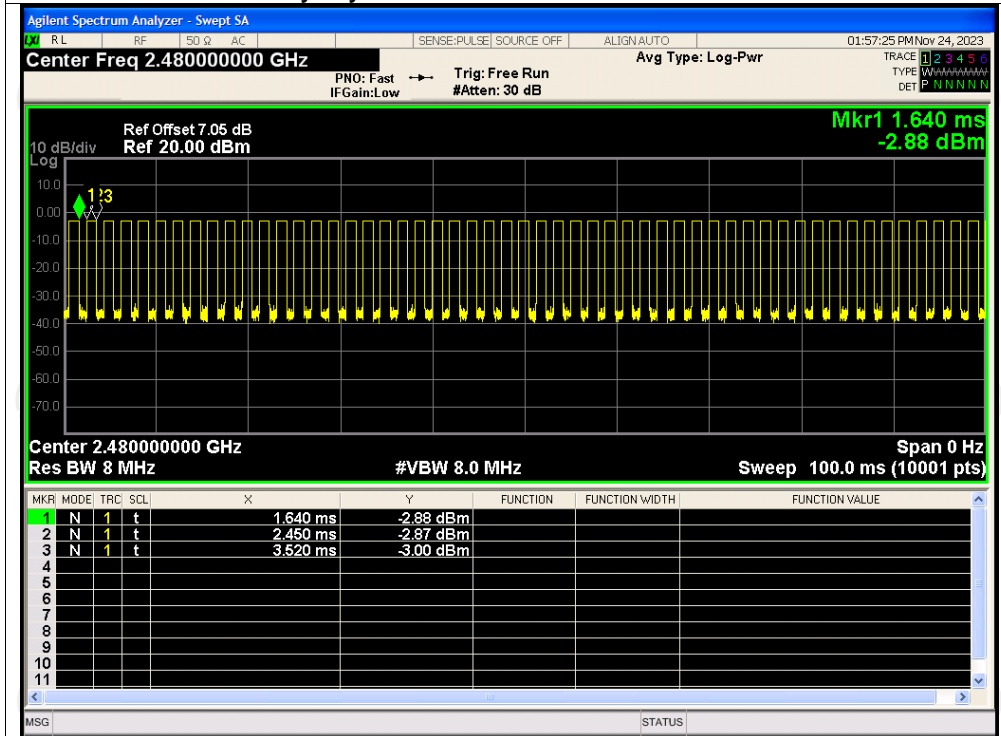 Agilent Spectrum Analyzer - Swept SA
LXI RL RF 50 Ω AC SENSE:PULSE SOURCE OFF ALIGN AUTO 01:57:25 PM Nov 24, 2023
Center Freq 2.480000000 GHz Avg Type: Log-Pwr TRACE 1 2 3 4 5 6
PNO: Fast Trig: Free Run TYPE WWWWWW
IFGain:Low #Atten: 30 dB DET P N N N N N
Mkr1 1.640 ms
Ref Offset 7.05 dB
10 dB/div Ref 20.00 dBm -2.88 dBm
Log
10.0
1 2 3
0.00
-10.0
-20.0
-30.0
-40.0
-50.0
-60.0
-70.0
Center 2.480000000 GHz Span 0 Hz
Res BW 8 MHz #VBW 8.0 MHz Sweep 100.0 ms (10001 pts)
MKR MODE TRC SCL X Y FUNCTION FUNCTION WIDTH FUNCTION VALUE
1 N 1 t 1.640 ms -2.88 dBm
2 N 1 t 2.450 ms -2.87 dBm
3 N 1 t 3.520 ms -3.00 dBm
4
5
6
7
8
9
10
11
MSG STATUS